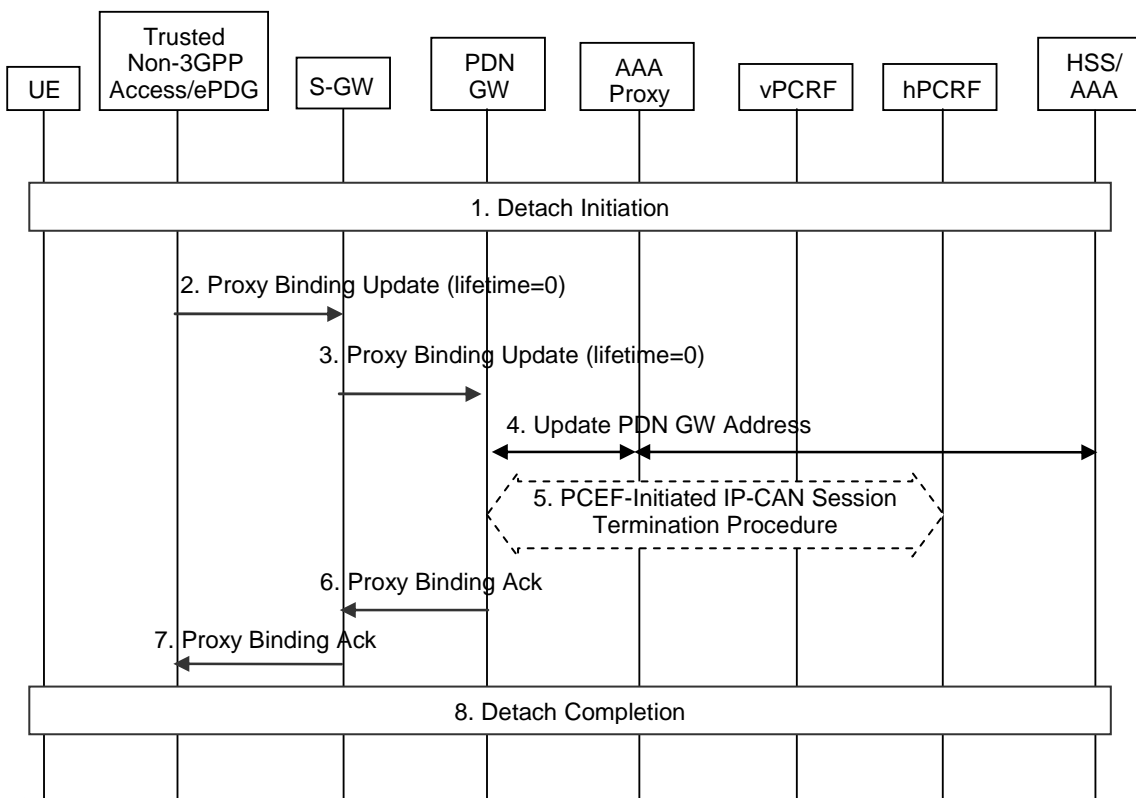 UE
Trusted
Non-3GPP
Access/ePDG
S-GW
PDN
GW
AAA
Proxy
vPCRF
hPCRF
HSS/
AAA
1. Detach Initiation
2. Proxy Binding Update (lifetime=0)
3. Proxy Binding Update (lifetime=0)
4. Update PDN GW Address
5. PCEF-Initiated IP-CAN Session
Termination Procedure
6. Proxy Binding Ack
7. Proxy Binding Ack
8. Detach Completion